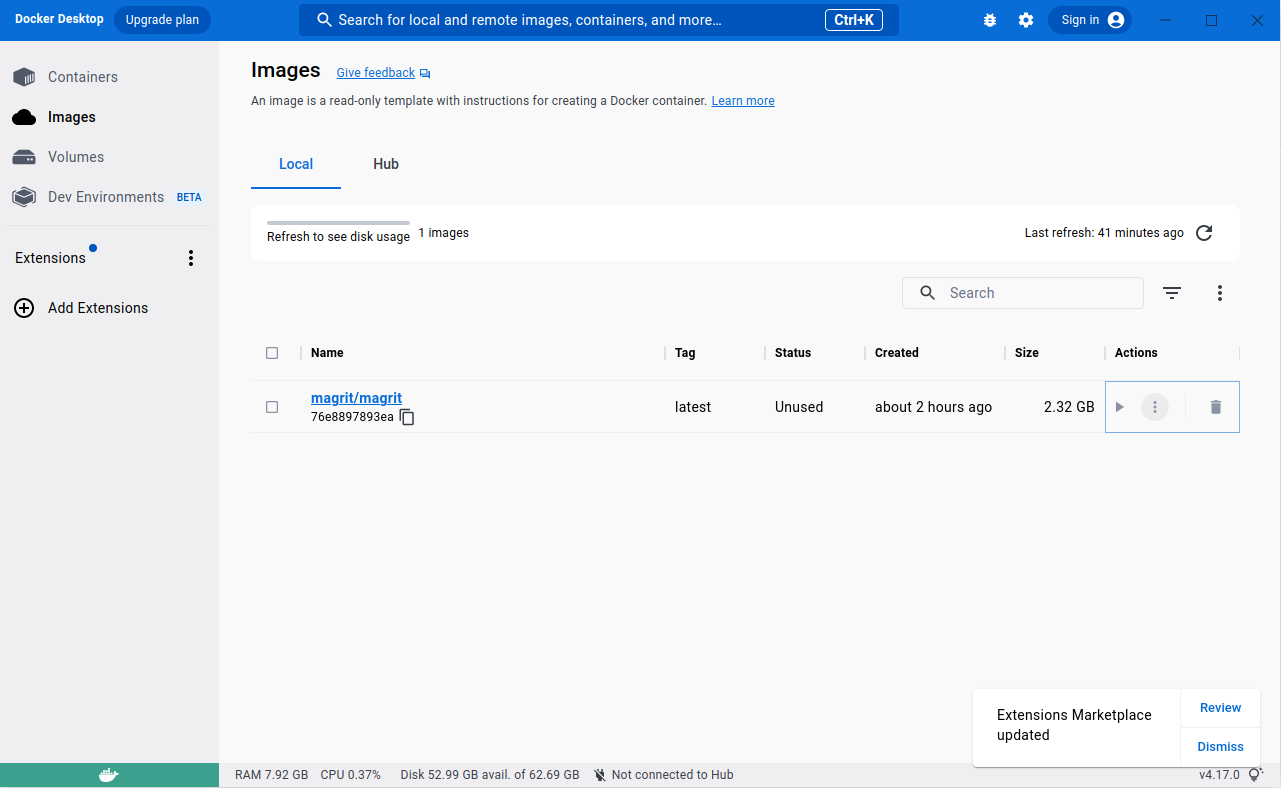 Docker Desktop
Upgrade plan
Search for local and remote images, containers, and more…
Ctrl+K
Sign in
Containers
Images
Volumes
Dev Environments BETA
Extensions
Add Extensions
Images
Give feedback
An image is a read-only template with instructions for creating a Docker container. Learn more
Local
Hub
Refresh to see disk usage
1 images
Last refresh: 41 minutes ago
Search
Name Tag Status Created Size Actions
magrit/magrit
76e8897893ea
latest Unused about 2 hours ago 2.32 GB
Extensions Marketplace
updated
Review
Dismiss
RAM 7.92 GB CPU 0.37% Disk 52.99 GB avail. of 62.69 GB Not connected to Hub
v4.17.0